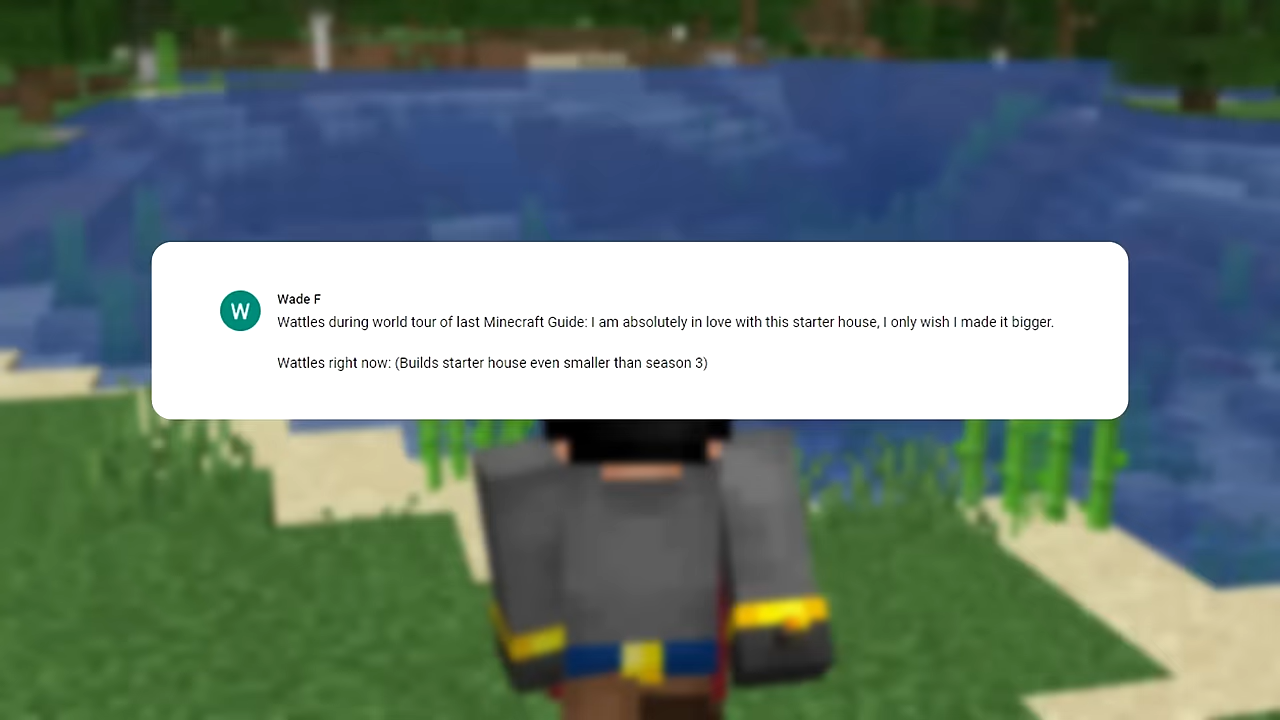 W
Wade F
Wattles during world tour of last Minecraft Guide: I am absolutely in love with this starter house, I only wish I made it bigger.
Wattles right now: (Builds starter house even smaller than season 3)